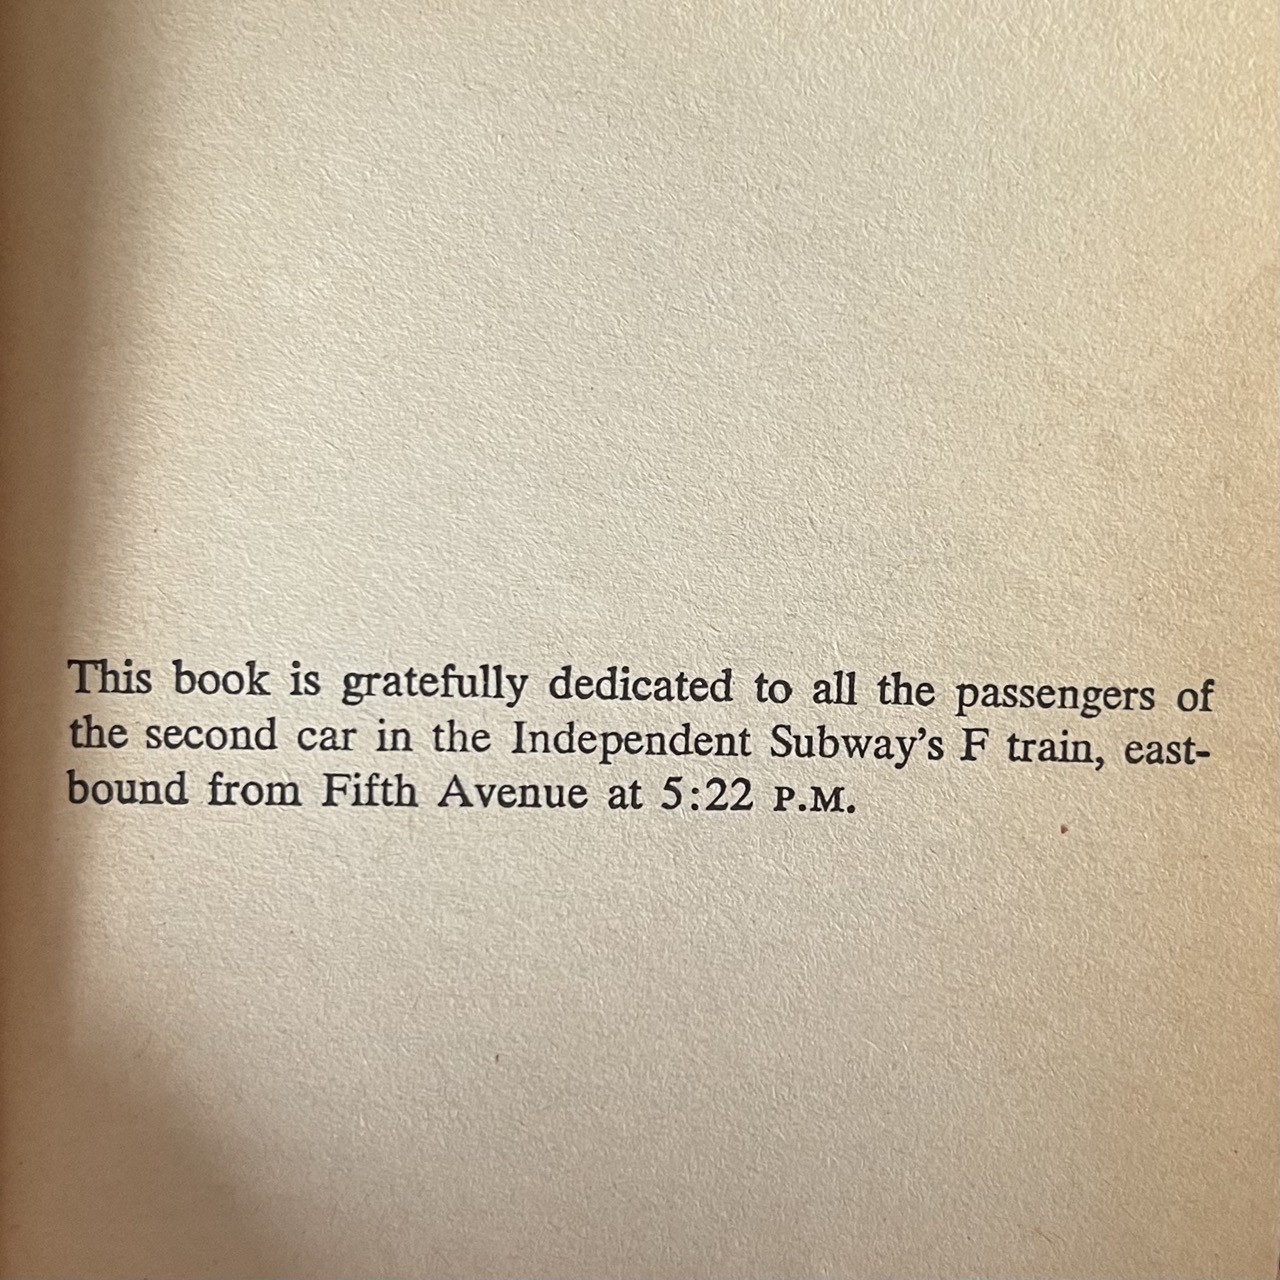 This book is gratefully dedicated to all the passengers of
the second car in the Independent Subway's F train, east-
bound from Fifth Avenue at 5:22 P.M.